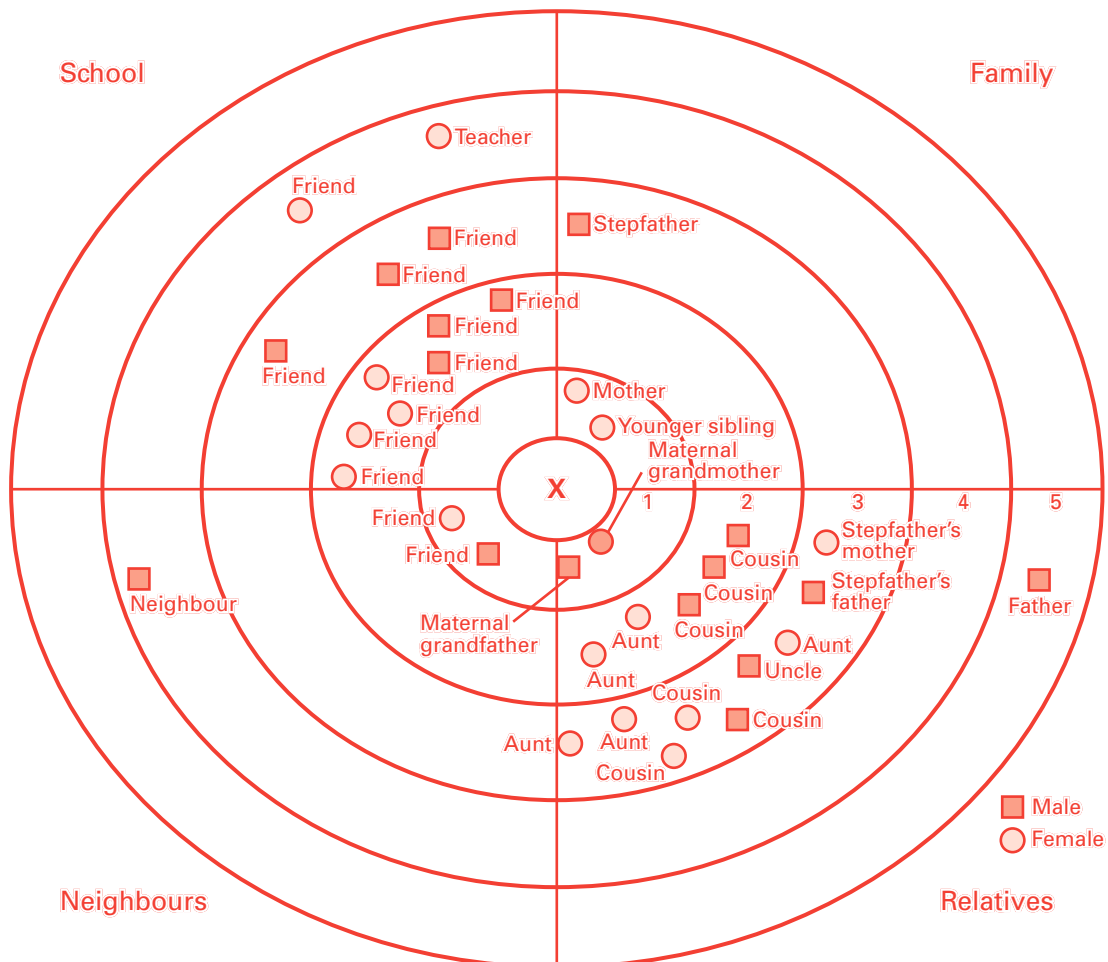 School
Family
Teacher
Friend
Stepfather
Friend
Friend
Friend
Friend
Friend
Friend
Friend
Friend
Friend
Friend
Mother
Younger sibling
Maternal
grandmother
X
1
2
3
4
5
Friend
Friend
Neighbour
Maternal
grandfather
Cousin
Cousin
Cousin
Stepfather's
mother
Stepfather's
father
Father
Aunt
Aunt
Aunt
Uncle
Cousin
Cousin
Aunt
Aunt
Cousin
Male
Female
Neighbours
Relatives